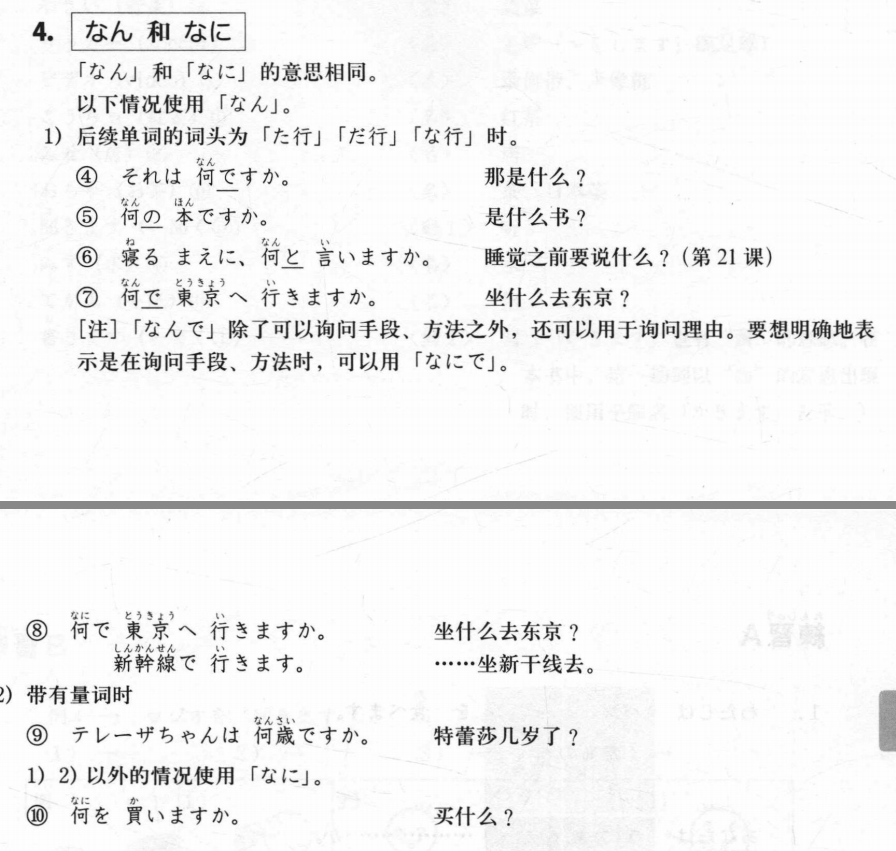 4. なん 和 なに
「なん」和「なに」的意思相同。
以下情况使用「なん」。
1) 后续单词的词头为「た行」「だ行」「な行」时。
④ それは 何ですか。 那是什么？
⑤ 何の 本ですか。 是什么书？
⑥ 寝る まえに、何と 言いますか。 睡觉之前要说什么？（第 21 课）
⑦ 何で 東京へ 行きますか。 坐什么去东京？
［注］「なんで」除了可以询问手段、方法之外，还可以用于询问理由。要想明确地表
示是在询问手段、方法时，可以用「なにで」。
⑧ 何で 東京へ 行きますか。 坐什么去东京？
新幹線で 行きます。 ……坐新干线去。
2) 带有量词时
⑨ テレーザちゃんは 何歳ですか。 特蕾莎几岁了？
1) 2) 以外的情况使用「なに」。
⑩ 何を 買いますか。 买什么？